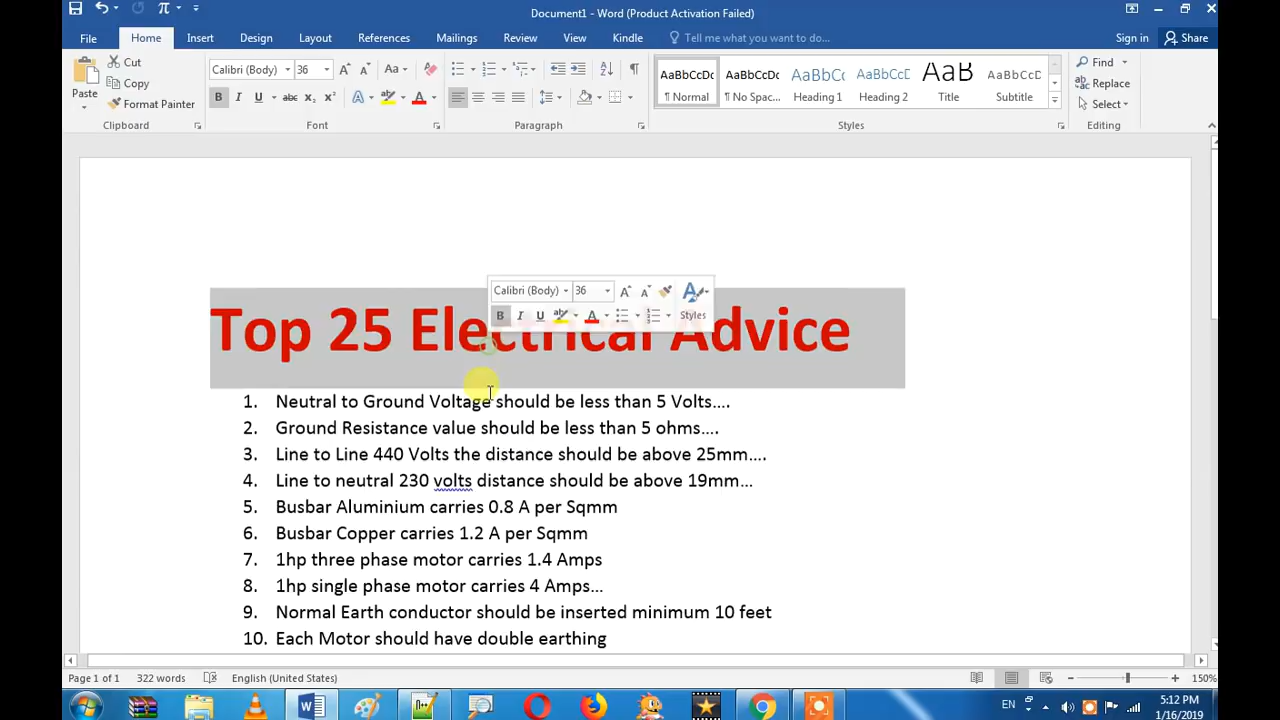 Document1 - Word (Product Activation Failed)
File Home Insert Design Layout References Mailings Review View Kindle Tell me what you want to do... Sign in Share
Paste
Cut
Copy
Format Painter
Calibri (Body) 36 Aa
B I U abc x₂ x² A ab A
AaBbCcDc AaBbCcDc AaBbCc AaBbCcD AaB AaBbCcD
¶ Normal ¶ No Spac... Heading 1 Heading 2 Title Subtitle
Find
Replace
Select
Clipboard Font Paragraph Styles Editing
Calibri (Body) 36
B I U ab A Styles
Top 25 Electrical Advice
1. Neutral to Ground Voltage should be less than 5 Volts….
2. Ground Resistance value should be less than 5 ohms….
3. Line to Line 440 Volts the distance should be above 25mm….
4. Line to neutral 230 volts distance should be above 19mm…
5. Busbar Aluminium carries 0.8 A per Sqmm
6. Busbar Copper carries 1.2 A per Sqmm
7. 1hp three phase motor carries 1.4 Amps
8. 1hp single phase motor carries 4 Amps…
9. Normal Earth conductor should be inserted minimum 10 feet
10. Each Motor should have double earthing
Page 1 of 1 322 words English (United States) 150%
EN 5:12 PM
1/16/2019